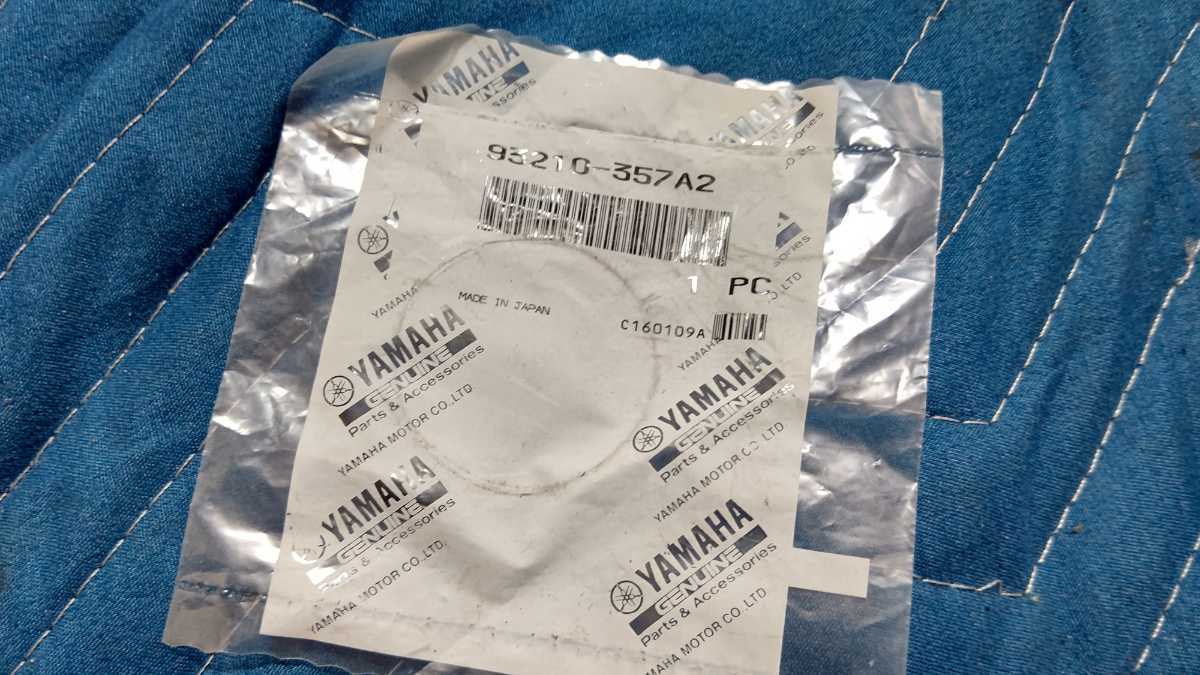 YAMAHA
93210-357A2
1 PC
MADE IN JAPAN
C160109A
YAMAHA
GENUINE
Parts & Accessories
YAMAHA MOTOR CO.,LTD.
YAMAHA
GENUINE
Parts & Accessories
YAMAHA MOTOR CO.,LTD.
YAMAHA
GENUINE
Parts & Accessories
YAMAHA MOTOR CO.,LTD.
YAMAHA
GENUINE
Parts & Accessories
YAMAHA MOTOR CO.,LTD.